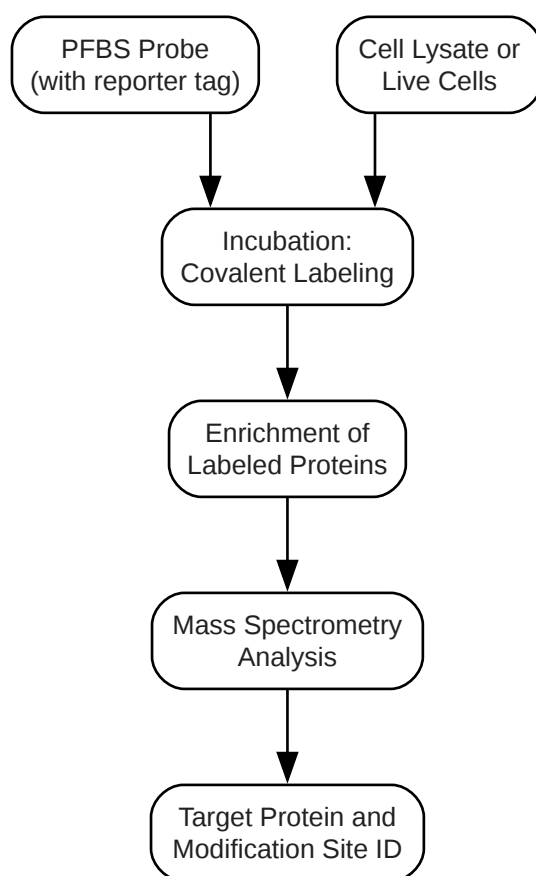 PFBS Probe
(with reporter tag)
Cell Lysate or
Live Cells
Incubation:
Covalent Labeling
Enrichment of
Labeled Proteins
Mass Spectrometry
Analysis
Target Protein and
Modification Site ID